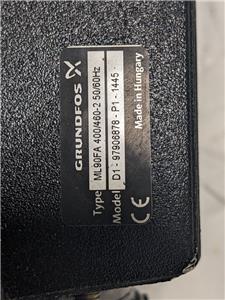 GRUNDFOS
Type ML90FA 400/460-2 50/60Hz
Model D1 - 97906878 - P1 - 1445
Made in Hungary
CE